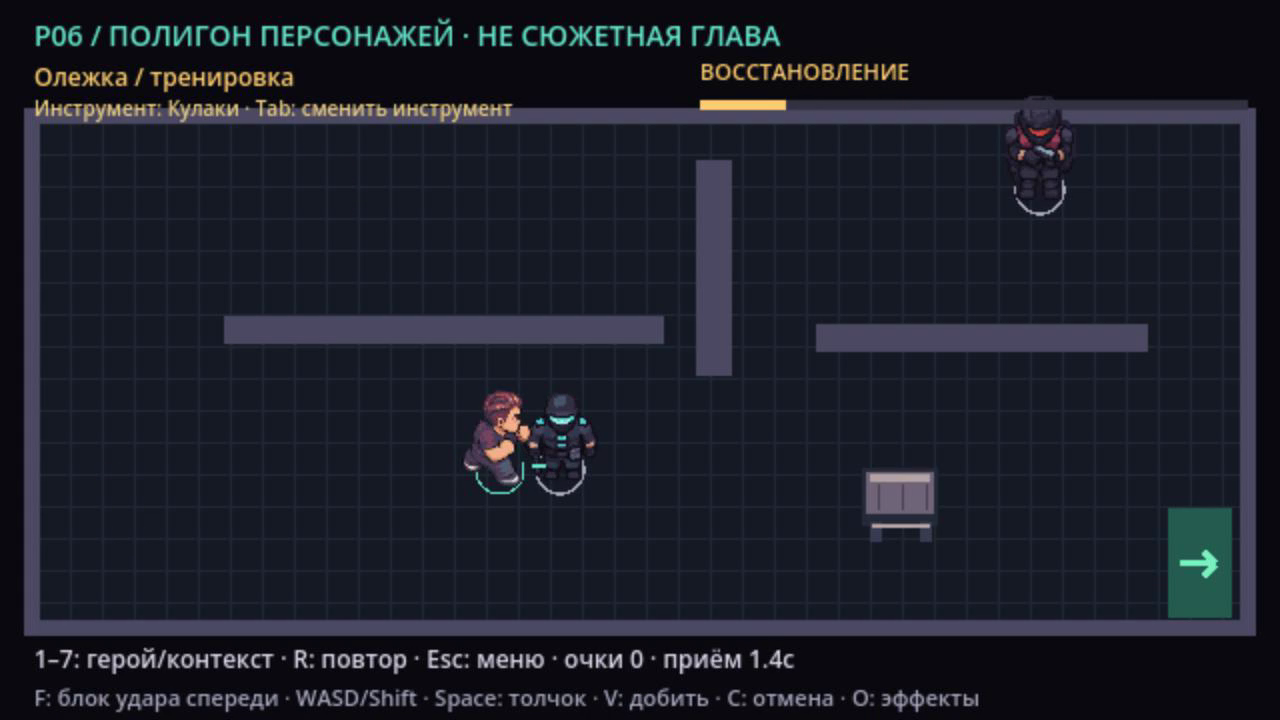 P06 / ПОЛИГОН ПЕРСОНАЖЕЙ · НЕ СЮЖЕТНАЯ ГЛАВА
Олежка / тренировка
ВОССТАНОВЛЕНИЕ
Инструмент: Кулаки · Tab: сменить инструмент
→
1–7: герой/контекст · R: повтор · Esc: меню · очки 0 · приём 1.4с
F: блок удара спереди · WASD/Shift · Space: толчок · V: добить · C: отмена · O: эффекты